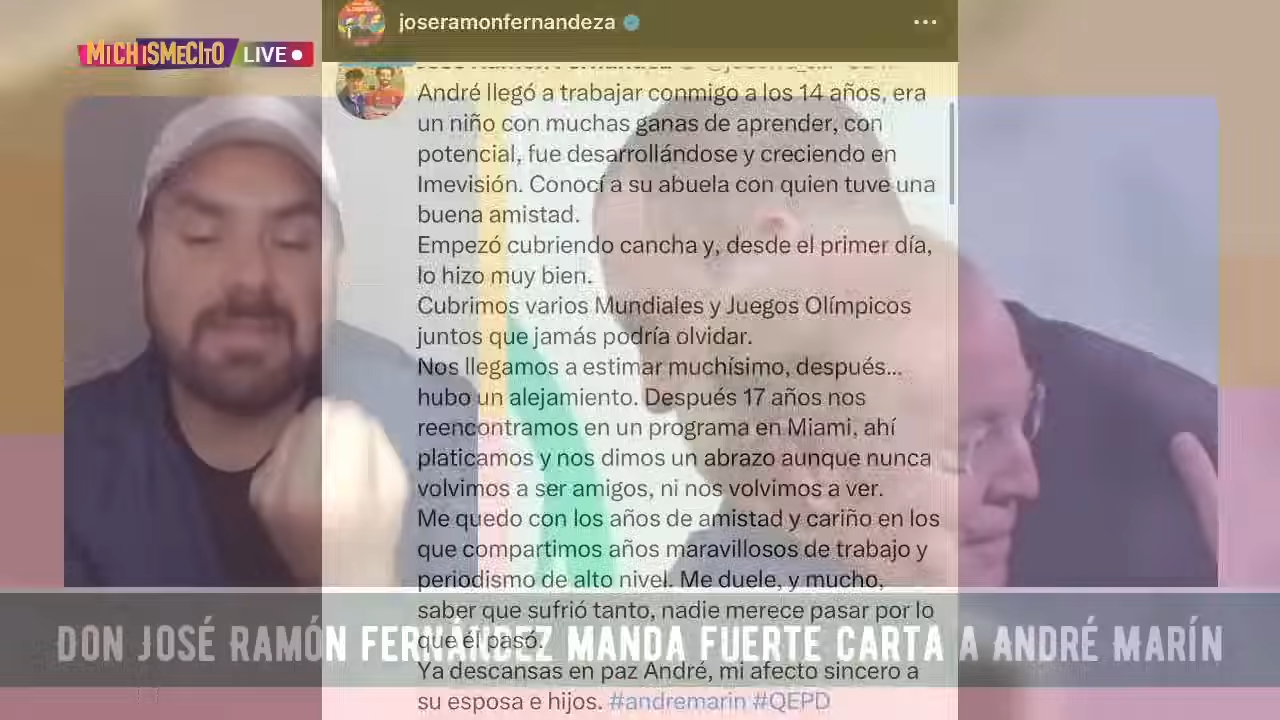 joseramonfernandeza
MICHISMECITO LIVE
André llegó a trabajar conmigo a los 14 años, era
un niño con muchas ganas de aprender, con
potencial, fue desarrollándose y creciendo en
Imevisión. Conocí a su abuela con quien tuve una
buena amistad.
Empezó cubriendo cancha y, desde el primer día,
lo hizo muy bien.
Cubrimos varios Mundiales y Juegos Olímpicos
juntos que jamás podría olvidar.
Nos llegamos a estimar muchísimo, después...
hubo un alejamiento. Después 17 años nos
reencontramos en un programa en Miami, ahí
platicamos y nos dimos un abrazo aunque nunca
volvimos a ser amigos, ni nos volvimos a ver.
Me quedo con los años de amistad y cariño en los
que compartimos años maravillosos de trabajo y
periodismo de alto nivel. Me duele, y mucho,
saber que sufrió tanto, nadie merece pasar por lo
que él pasó.
DON JOSÉ RAMÓN FERNÁNDEZ MANDA FUERTE CARTA A ANDRÉ MARÍN
Ya descansas en paz André, mi afecto sincero a
su esposa e hijos. #andremarin #QEPD